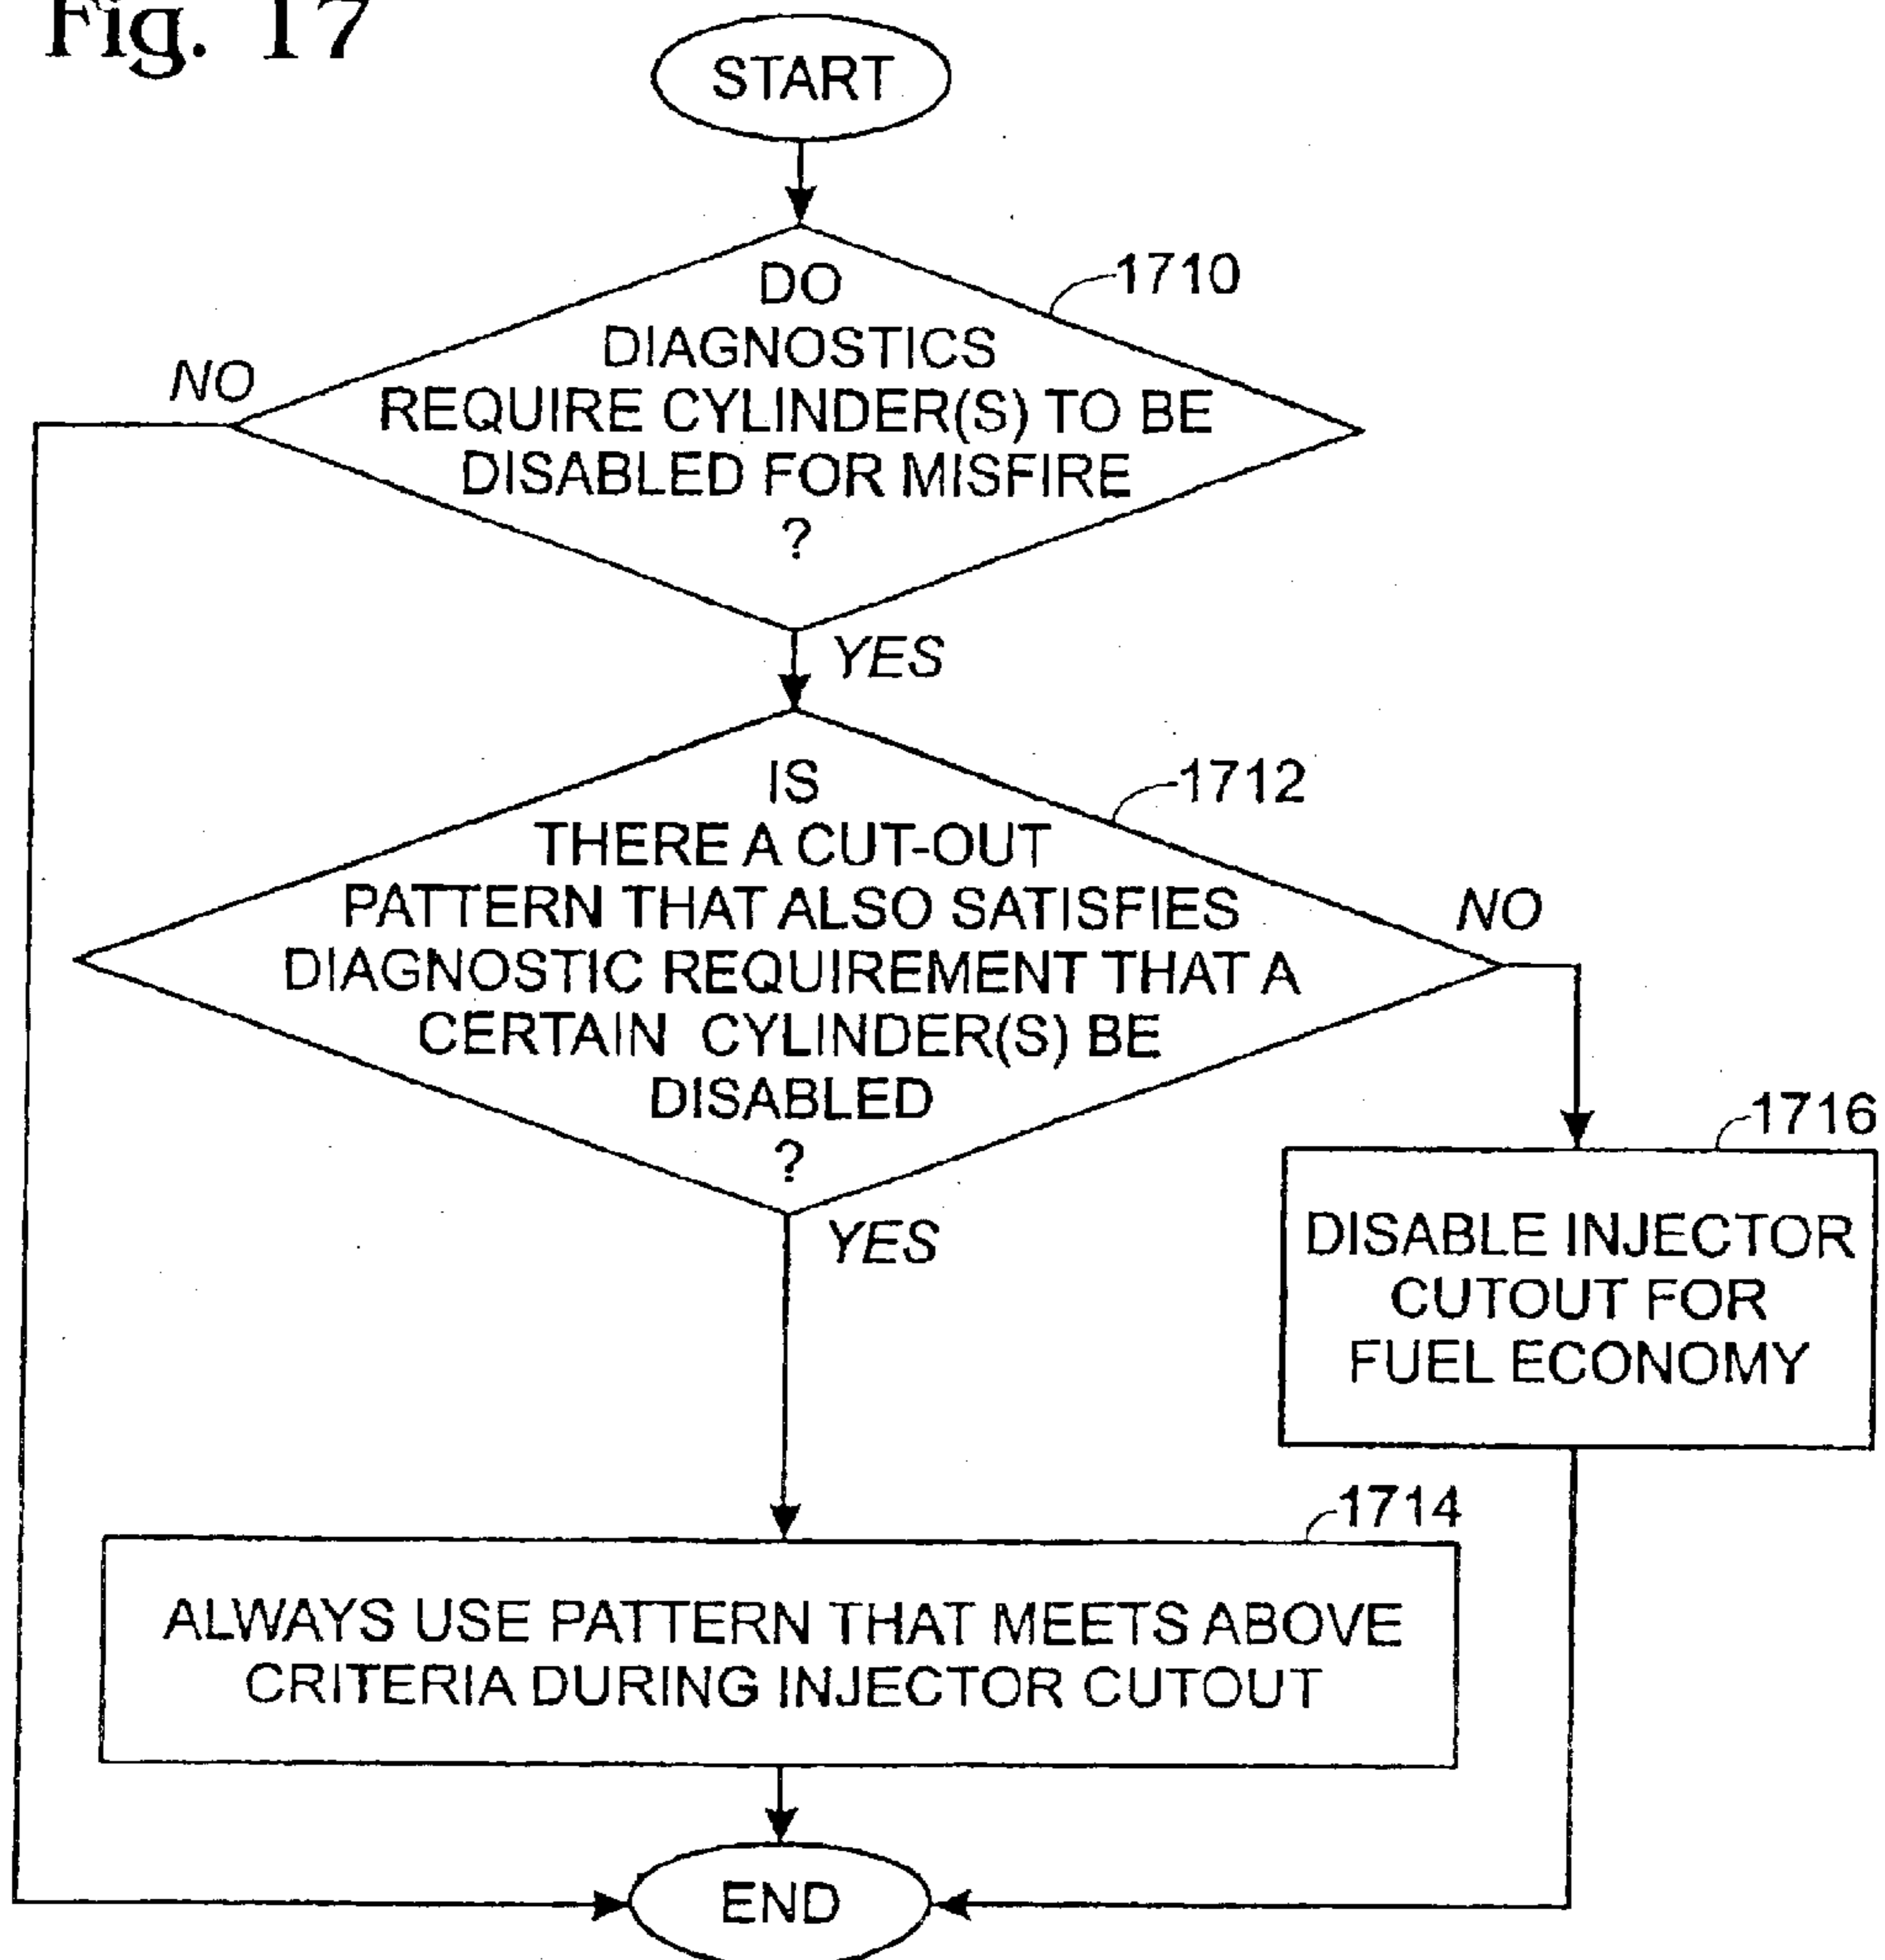 Fig. 17
START
1710
DO
DIAGNOSTICS
REQUIRE CYLINDER(S) TO BE
DISABLED FOR MISFIRE
?
NO
YES
1712
IS
THERE A CUT-OUT
PATTERN THAT ALSO SATISFIES
DIAGNOSTIC REQUIREMENT THAT A
CERTAIN CYLINDER(S) BE
DISABLED
?
NO
YES
1716
DISABLE INJECTOR
CUTOUT FOR
FUEL ECONOMY
1714
ALWAYS USE PATTERN THAT MEETS ABOVE
CRITERIA DURING INJECTOR CUTOUT
END